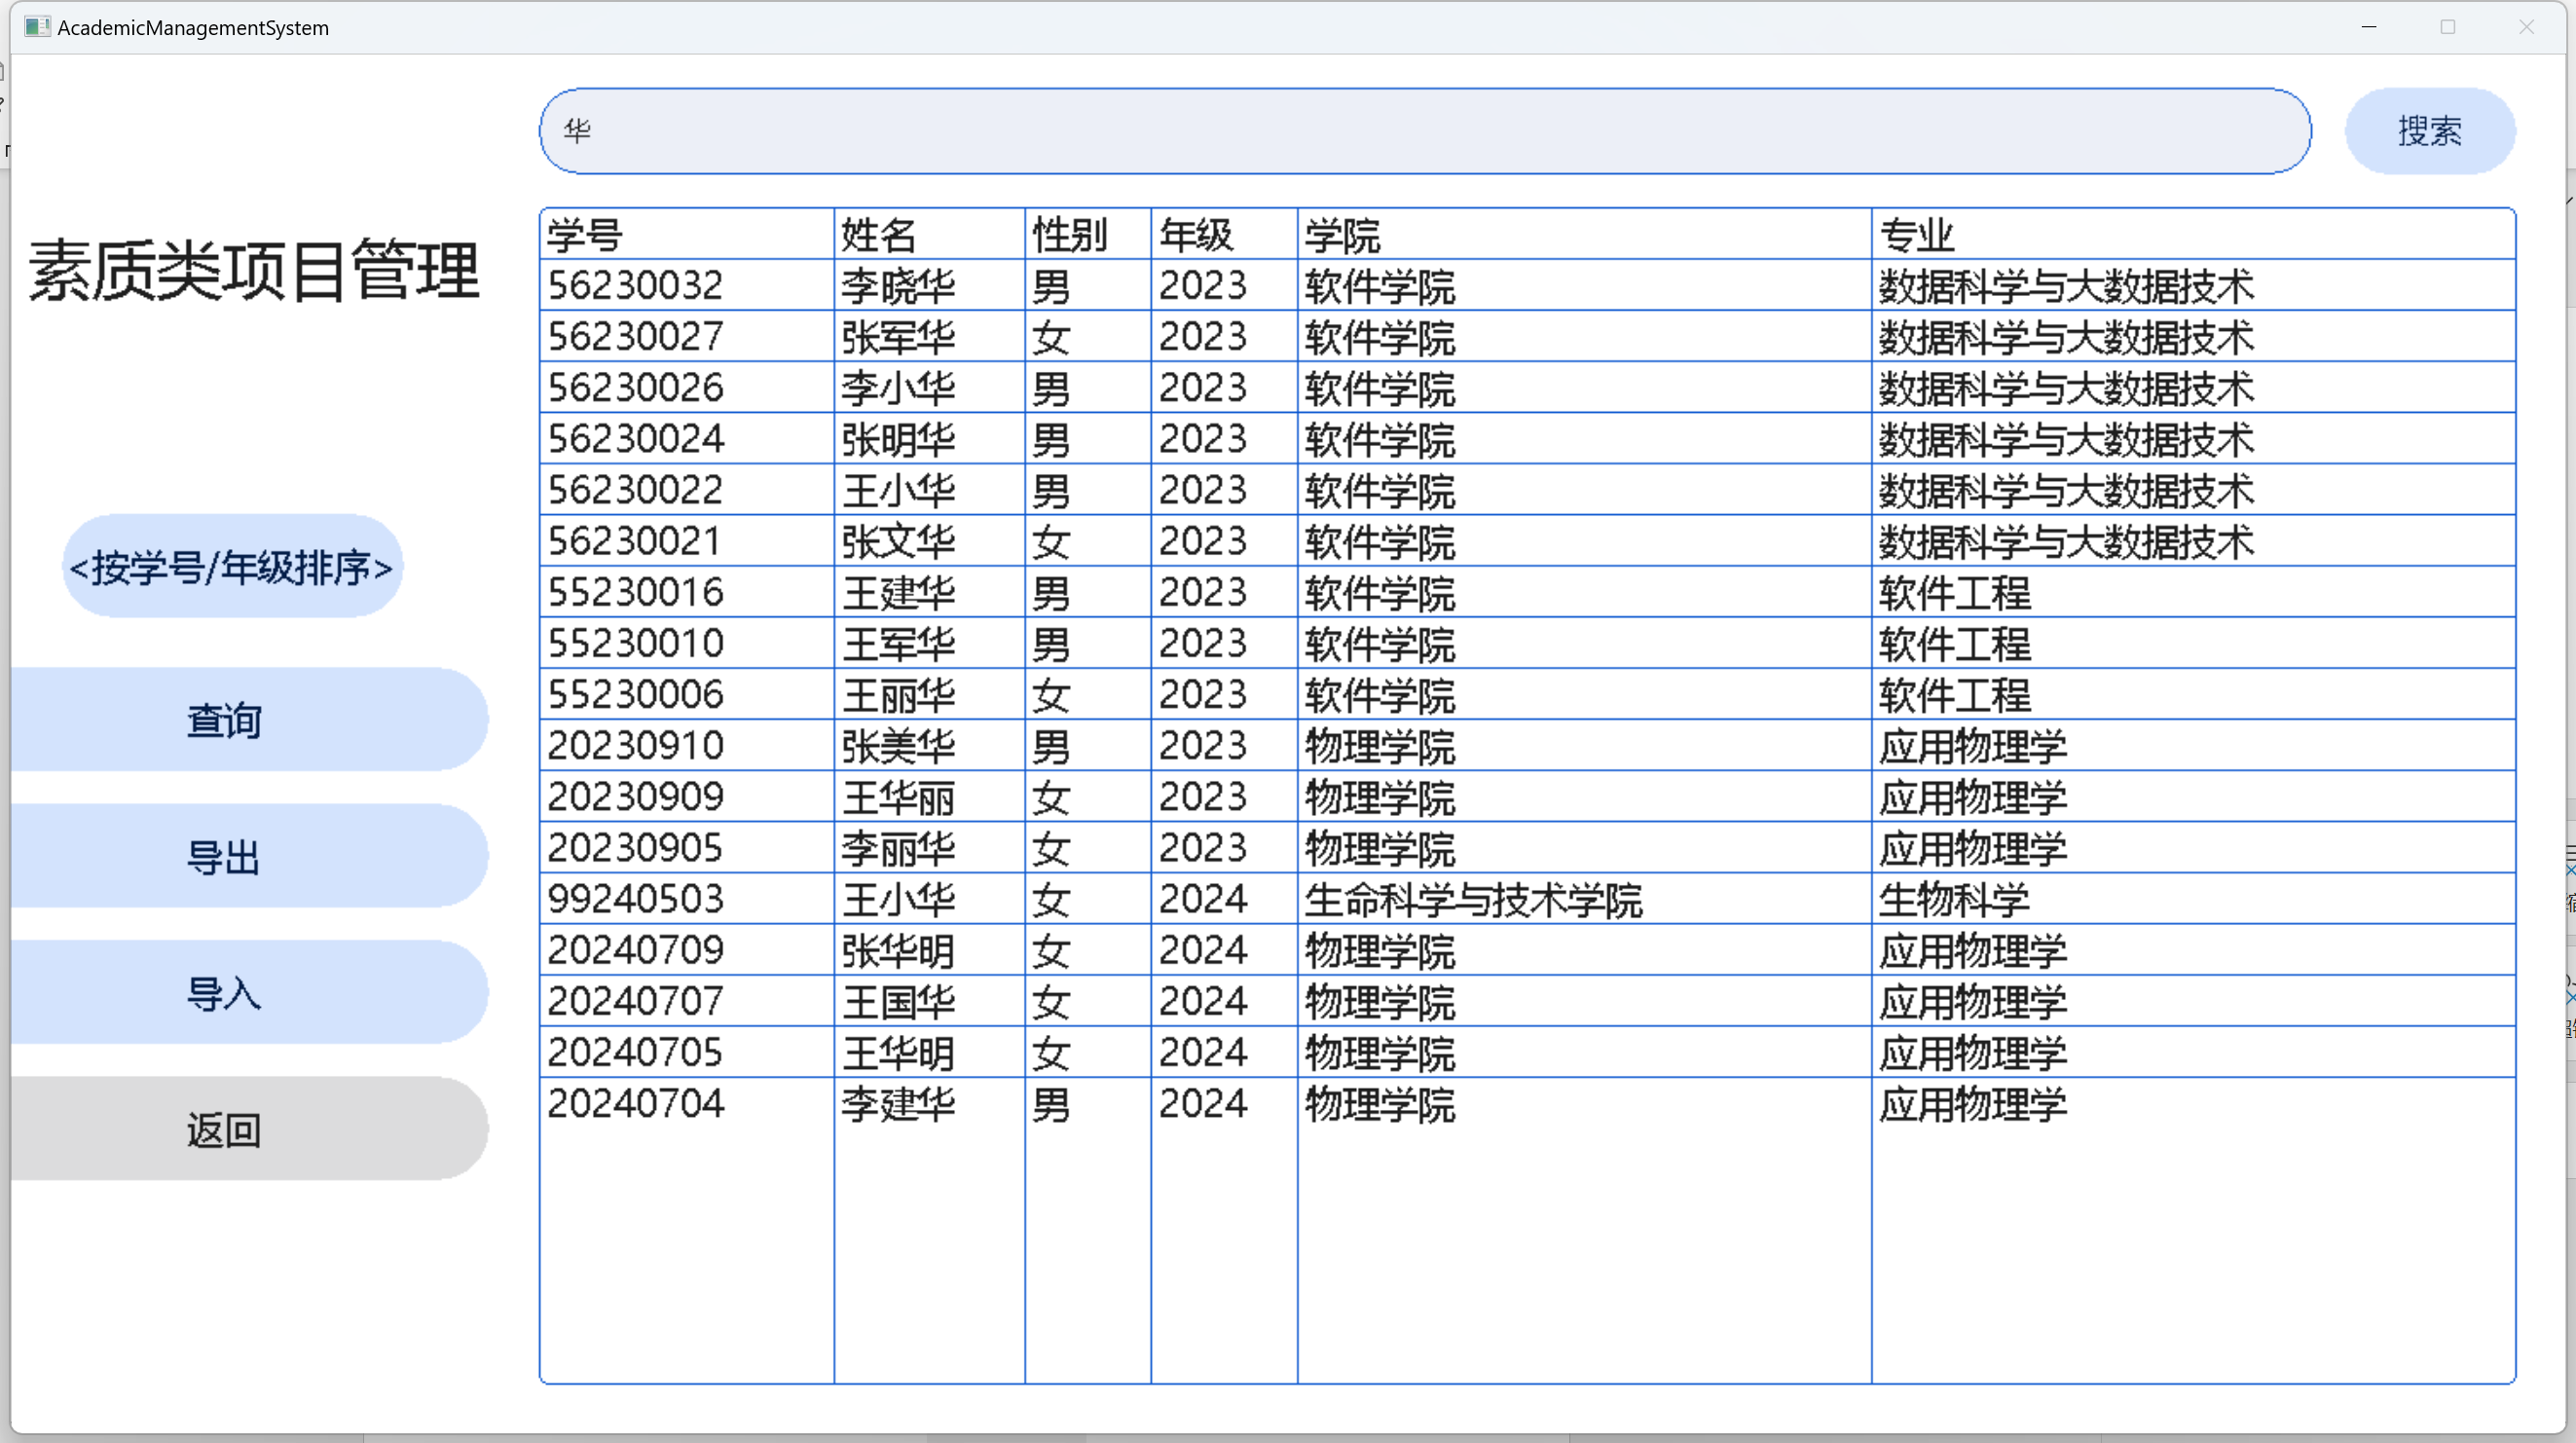 AcademicManagementSystem
华
搜索
素质类项目管理
<按学号/年级排序>
查询
导出
导入
返回
学号 姓名 性别 年级 学院 专业
56230032 李晓华 男 2023 软件学院 数据科学与大数据技术
56230027 张军华 女 2023 软件学院 数据科学与大数据技术
56230026 李小华 男 2023 软件学院 数据科学与大数据技术
56230024 张明华 男 2023 软件学院 数据科学与大数据技术
56230022 王小华 男 2023 软件学院 数据科学与大数据技术
56230021 张文华 女 2023 软件学院 数据科学与大数据技术
55230016 王建华 男 2023 软件学院 软件工程
55230010 王军华 男 2023 软件学院 软件工程
55230006 王丽华 女 2023 软件学院 软件工程
20230910 张美华 男 2023 物理学院 应用物理学
20230909 王华丽 女 2023 物理学院 应用物理学
20230905 李丽华 女 2023 物理学院 应用物理学
99240503 王小华 女 2024 生命科学与技术学院 生物科学
20240709 张华明 女 2024 物理学院 应用物理学
20240707 王国华 女 2024 物理学院 应用物理学
20240705 王华明 女 2024 物理学院 应用物理学
20240704 李建华 男 2024 物理学院 应用物理学